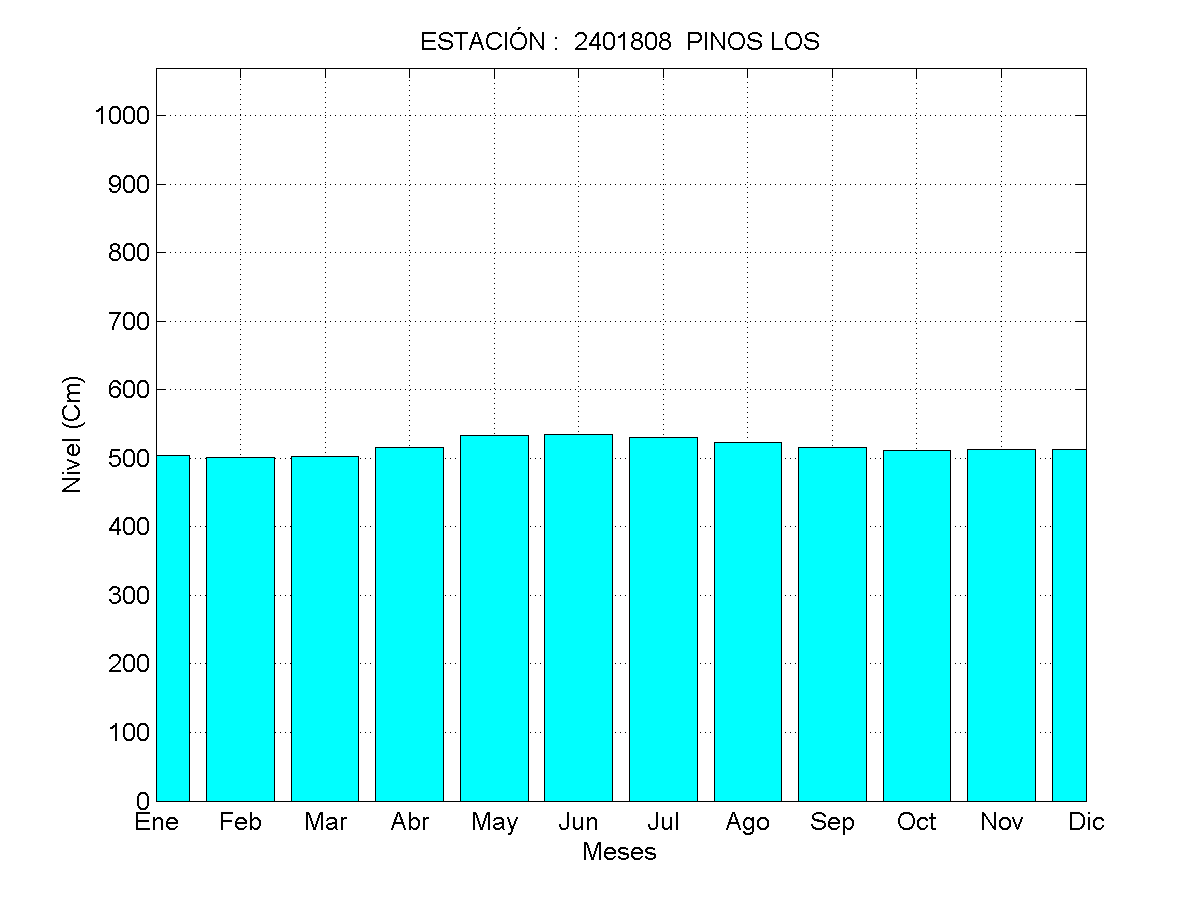 ESTACIÓN :  2401808  PINOS LOS
1000
900
800
700
600
500
400
300
200
100
0
Nivel (Cm)
Ene Feb Mar Abr May Jun Jul Ago Sep Oct Nov Dic
Meses